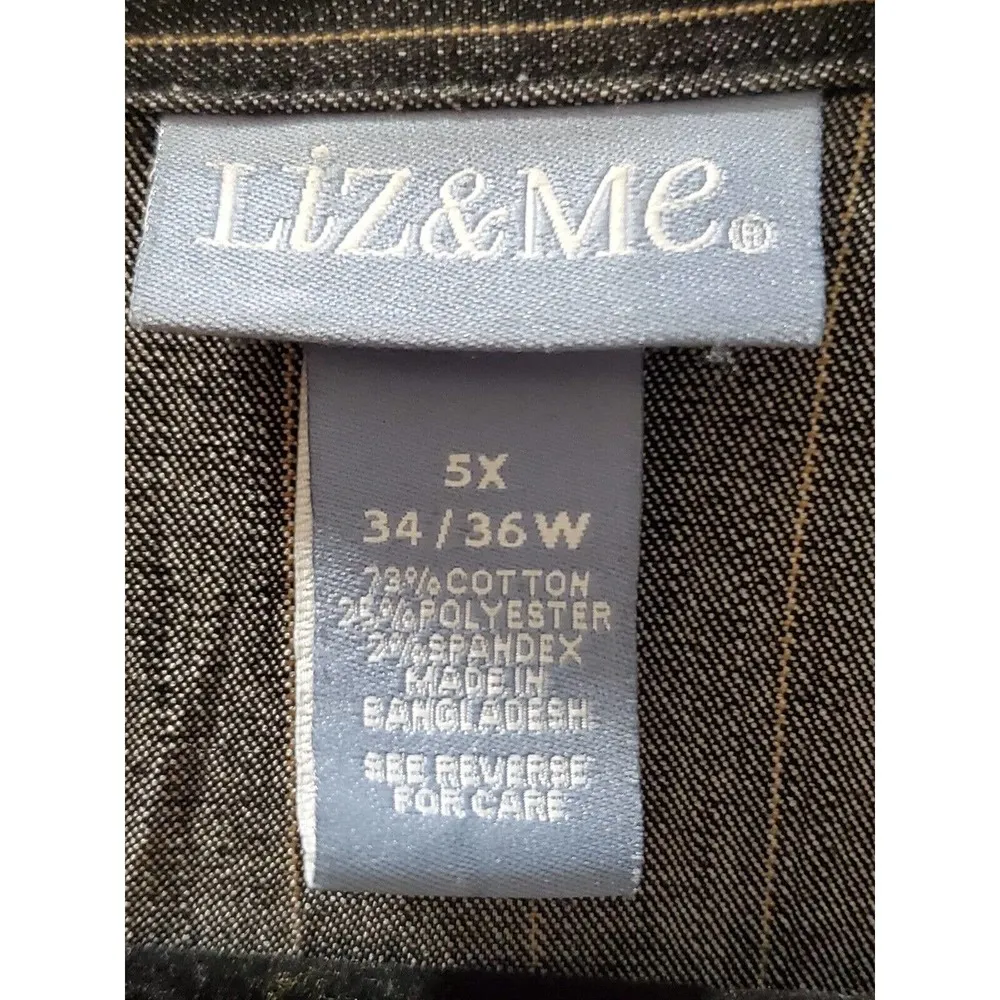 Liz&Me®
5X
34/36W
73% COTTON
25% POLYESTER
2% SPANDEX
MADE IN
BANGLADESH
SEE REVERSE
FOR CARE